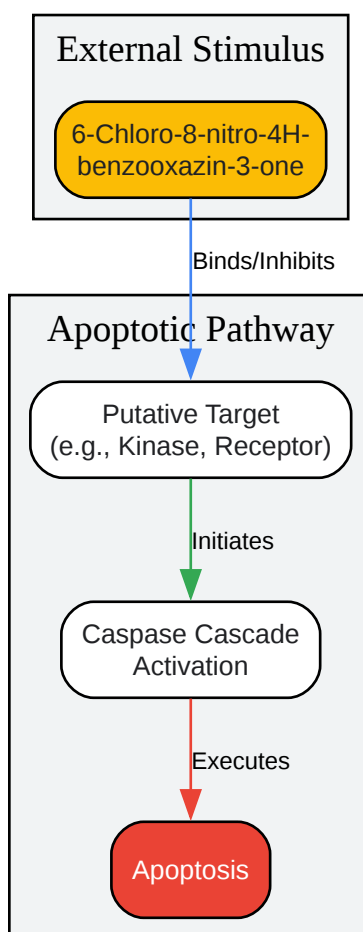 External Stimulus
6-Chloro-8-nitro-4H-
benzooxazin-3-one
Binds/Inhibits
Apoptotic Pathway
Putative Target
(e.g., Kinase, Receptor)
Initiates
Caspase Cascade
Activation
Executes
Apoptosis